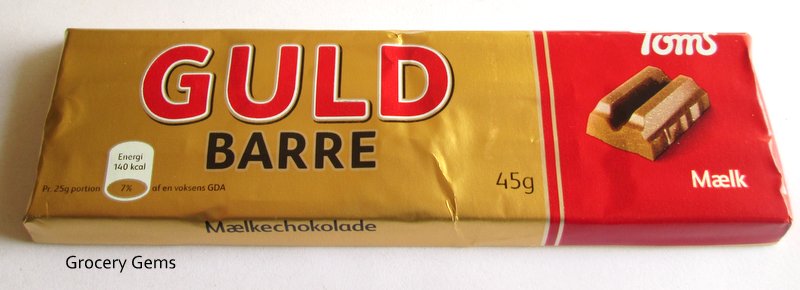 GULD
BARRE
Energi
140 kcal
Pr. 25g portion 7% af en voksens GDA
45g
Mælkechokolade
Toms
Mælk
Grocery Gems